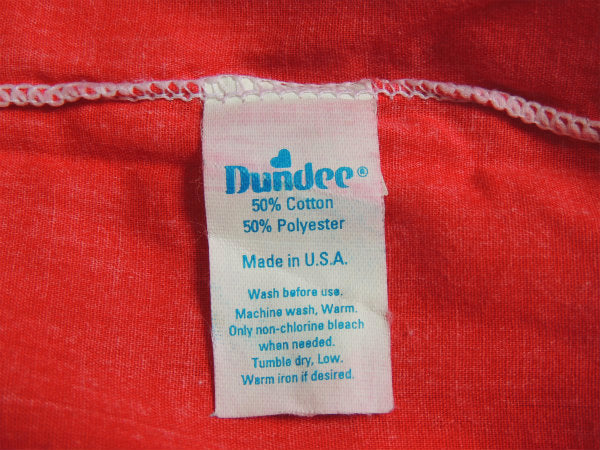 Dundee®
50% Cotton
50% Polyester
Made in U.S.A.
Wash before use.
Machine wash, Warm.
Only non-chlorine bleach
when needed.
Tumble dry, Low.
Warm iron if desired.